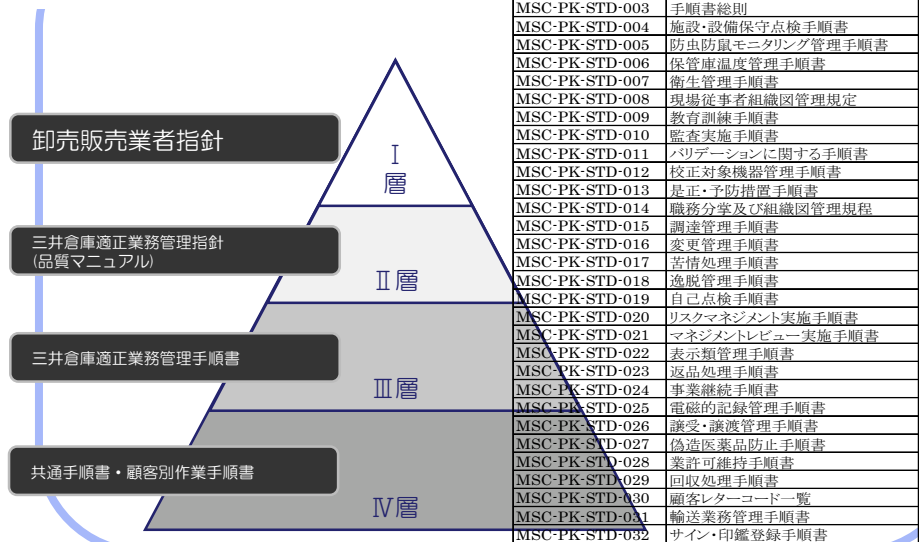 卸売販売業者指針
三井倉庫適正業務管理指針
(品質マニュアル)
三井倉庫適正業務管理手順書
共通手順書・顧客別作業手順書
Ⅰ
層
Ⅱ層
Ⅲ層
Ⅳ層
MSC-PK-STD-003 手順書総則
MSC-PK-STD-004 施設・設備保守点検手順書
MSC-PK-STD-005 防虫防鼠モニタリング管理手順書
MSC-PK-STD-006 保管庫温度管理手順書
MSC-PK-STD-007 衛生管理手順書
MSC-PK-STD-008 現場従事者組織図管理規定
MSC-PK-STD-009 教育訓練手順書
MSC-PK-STD-010 監査実施手順書
MSC-PK-STD-011 バリデーションに関する手順書
MSC-PK-STD-012 校正対象機器管理手順書
MSC-PK-STD-013 是正・予防措置手順書
MSC-PK-STD-014 職務分掌及び組織図管理規程
MSC-PK-STD-015 調達管理手順書
MSC-PK-STD-016 変更管理手順書
MSC-PK-STD-017 苦情処理手順書
MSC-PK-STD-018 逸脱管理手順書
MSC-PK-STD-019 自己点検手順書
MSC-PK-STD-020 リスクマネジメント実施手順書
MSC-PK-STD-021 マネジメントレビュー実施手順書
MSC-PK-STD-022 表示類管理手順書
MSC-PK-STD-023 返品処理手順書
MSC-PK-STD-024 事業継続手順書
MSC-PK-STD-025 電磁的記録管理手順書
MSC-PK-STD-026 譲受・譲渡管理手順書
MSC-PK-STD-027 偽造医薬品防止手順書
MSC-PK-STD-028 業許可維持手順書
MSC-PK-STD-029 回収処理手順書
MSC-PK-STD-030 顧客レターコード一覧
MSC-PK-STD-031 輸送業務管理手順書
MSC-PK-STD-032 サイン・印鑑登録手順書